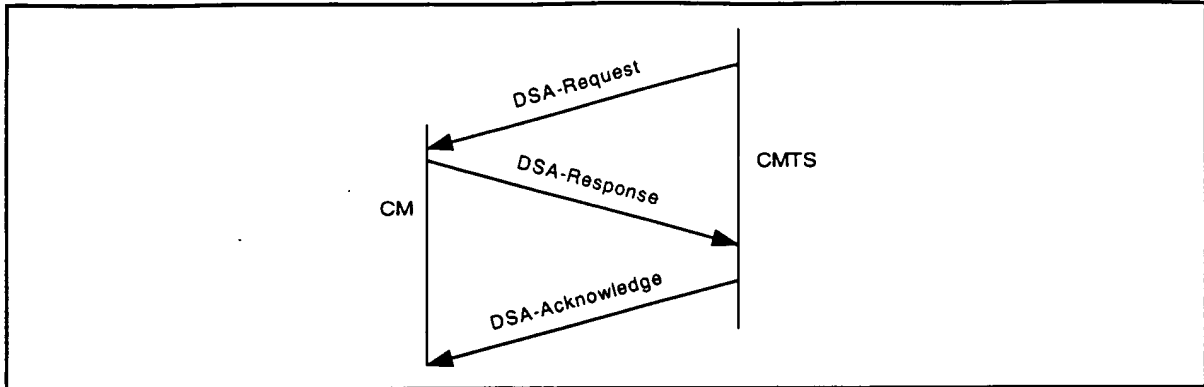 DSA-Request
CMTS
DSA-Response
CM
DSA-Acknowledge